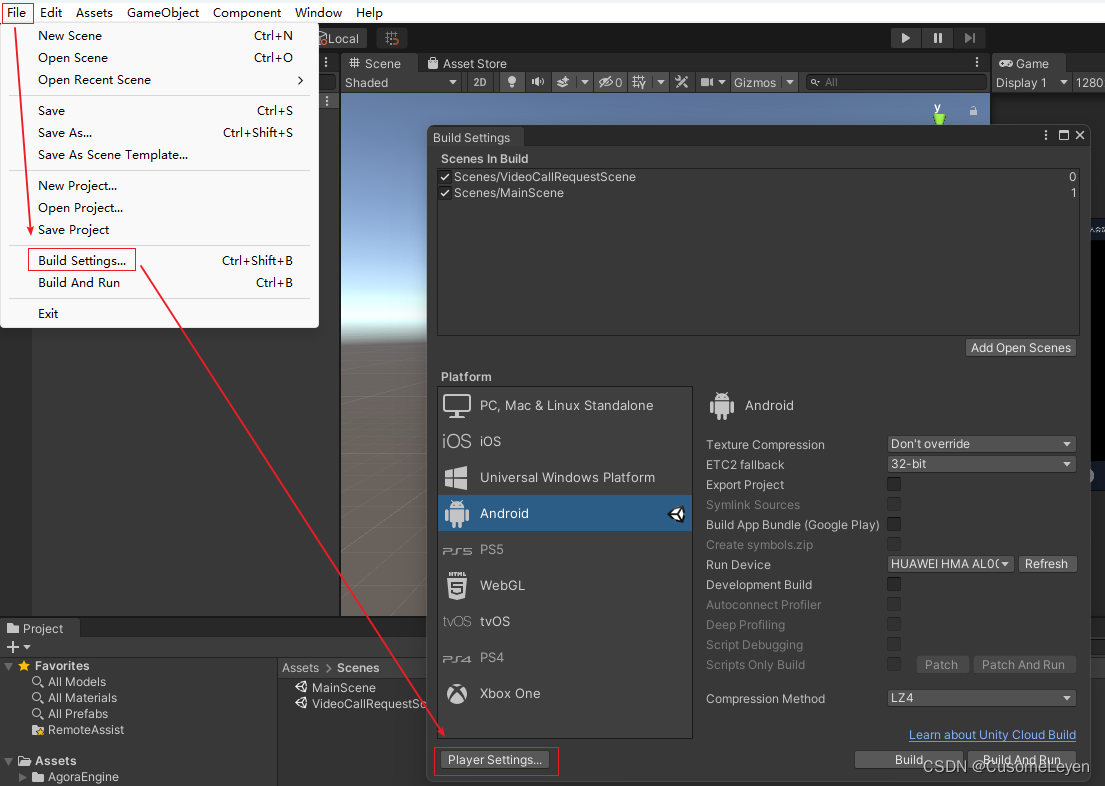 File Edit Assets GameObject Component Window Help
New Scene Ctrl+N
Open Scene Ctrl+O
Open Recent Scene
Save Ctrl+S
Save As... Ctrl+Shift+S
Save As Scene Template...
New Project...
Open Project...
Save Project
Build Settings... Ctrl+Shift+B
Build And Run Ctrl+B
Exit
Local
Scene Asset Store
Shaded 2D 0 Gizmos All
Game
Display 1 1280
y
Build Settings
Scenes In Build
Scenes/VideoCallRequestScene 0
Scenes/MainScene 1
Add Open Scenes
Platform
PC, Mac & Linux Standalone
iOS iOS
Universal Windows Platform
Android
PS5 PS5
HTML 5 WebGL
tvOS tvOS
PS4 PS4
Xbox One
Player Settings...
Android
Texture Compression Don't override
ETC2 fallback 32-bit
Export Project
Symlink Sources
Build App Bundle (Google Play)
Create symbols.zip
Run Device HUAWEI HMA AL0 Refresh
Development Build
Autoconnect Profiler
Deep Profiling
Script Debugging
Scripts Only Build Patch Patch And Run
Compression Method LZ4
Learn about Unity Cloud Build
Build Build And Run
Project
Favorites
All Models
All Materials
All Prefabs
RemoteAssist
Assets
AgoraEngine
Assets > Scenes
MainScene
VideoCallRequestSc
CSDN @CusomeLeyen